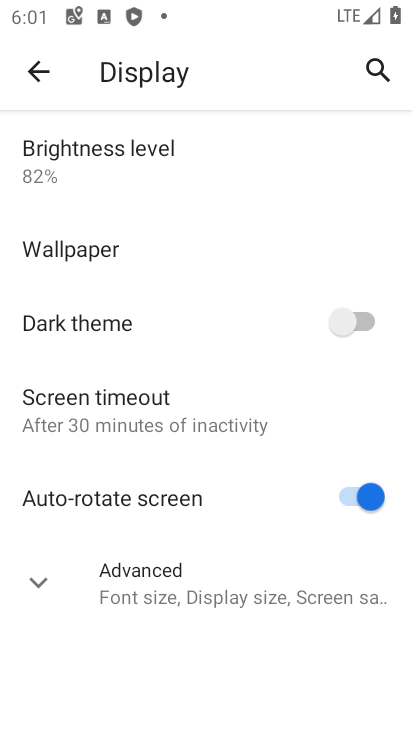 6:01
LTE
Display
Brightness level
82%
Wallpaper
Dark theme
Screen timeout
After 30 minutes of inactivity
Auto-rotate screen
Advanced
Font size, Display size, Screen sa..